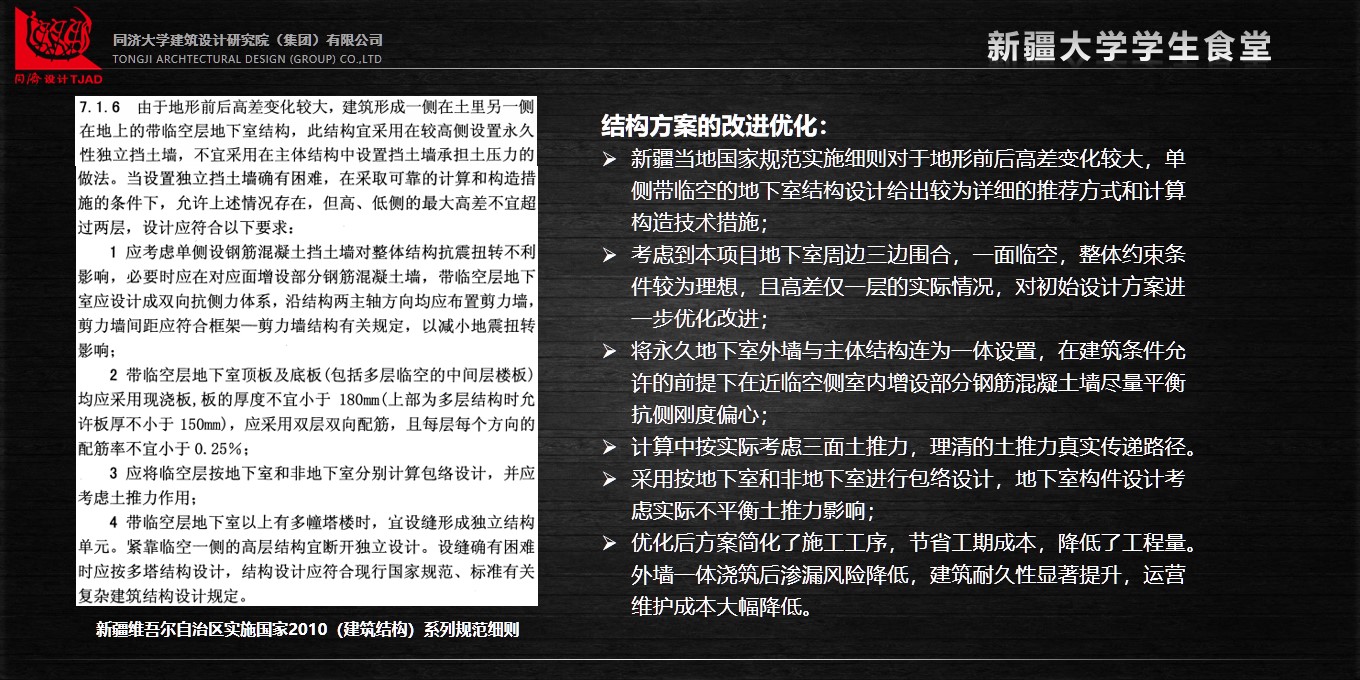 同济大学建筑设计研究院（集团）有限公司
TONGJI ARCHTECTURAL DESIGN (GROUP) CO.,LTD
同济设计TJAD
新疆大学学生食堂
7.1.6 由于地形前后高差变化较大，建筑形成一侧在土里另一侧
在地上的带临空层地下室结构，此结构宜采用在较高侧设置永久
性独立挡土墙，不宜采用在主体结构中设置挡土墙承担土压力的
做法。当设置独立挡土墙确有困难，在采取可靠的计算和构造措
施的条件下，允许上述情况存在，但高、低侧的最大高差不宜超
过两层，设计应符合以下要求：
1 应考虑单侧设钢筋混凝土挡土墙对整体结构抗震扭转不利
影响，必要时应在对应面增设部分钢筋混凝土墙，带临空层地下
室应设计成双向抗侧力体系，沿结构两主轴方向均应布置剪力墙，
剪力墙间距应符合框架—剪力墙结构有关规定，以减小地震扭转
影响；
2 带临空层地下室顶板及底板(包括多层临空的中间层楼板)
均应采用现浇板,板的厚度不宜小于 180mm(上部为多层结构时允
许板厚不小于 150mm)，应采用双层双向配筋，且每层每个方向的
配筋率不宜小于 0.25%；
3 应将临空层按地下室和非地下室分别计算包络设计，并应
考虑土推力作用；
4 带临空层地下室以上有多幢塔楼时，宜设缝形成独立结构
单元。紧靠临空一侧的高层结构宜断开独立设计。设缝确有困难
时应按多塔结构设计，结构设计应符合现行国家规范、标准有关
复杂建筑结构设计规定。
新疆维吾尔自治区实施国家2010（建筑结构）系列规范细则
结构方案的改进优化：
➢ 新疆当地国家规范实施细则对于地形前后高差变化较大，单
侧带临空的地下室结构设计给出较为详细的推荐方式和计算
构造技术措施；
➢ 考虑到本项目地下室周边三边围合，一面临空，整体约束条
件较为理想，且高差仅一层的实际情况，对初始设计方案进
一步优化改进；
➢ 将永久地下室外墙与主体结构连为一体设置，在建筑条件允
许的前提下在近临空侧室内增设部分钢筋混凝土墙尽量平衡
抗侧刚度偏心；
➢ 计算中按实际考虑三面土推力，理清的土推力真实传递路径。
➢ 采用按地下室和非地下室进行包络设计，地下室构件设计考
虑实际不平衡土推力影响；
➢ 优化后方案简化了施工工序，节省工期成本，降低了工程量。
外墙一体浇筑后渗漏风险降低，建筑耐久性显著提升，运营
维护成本大幅降低。